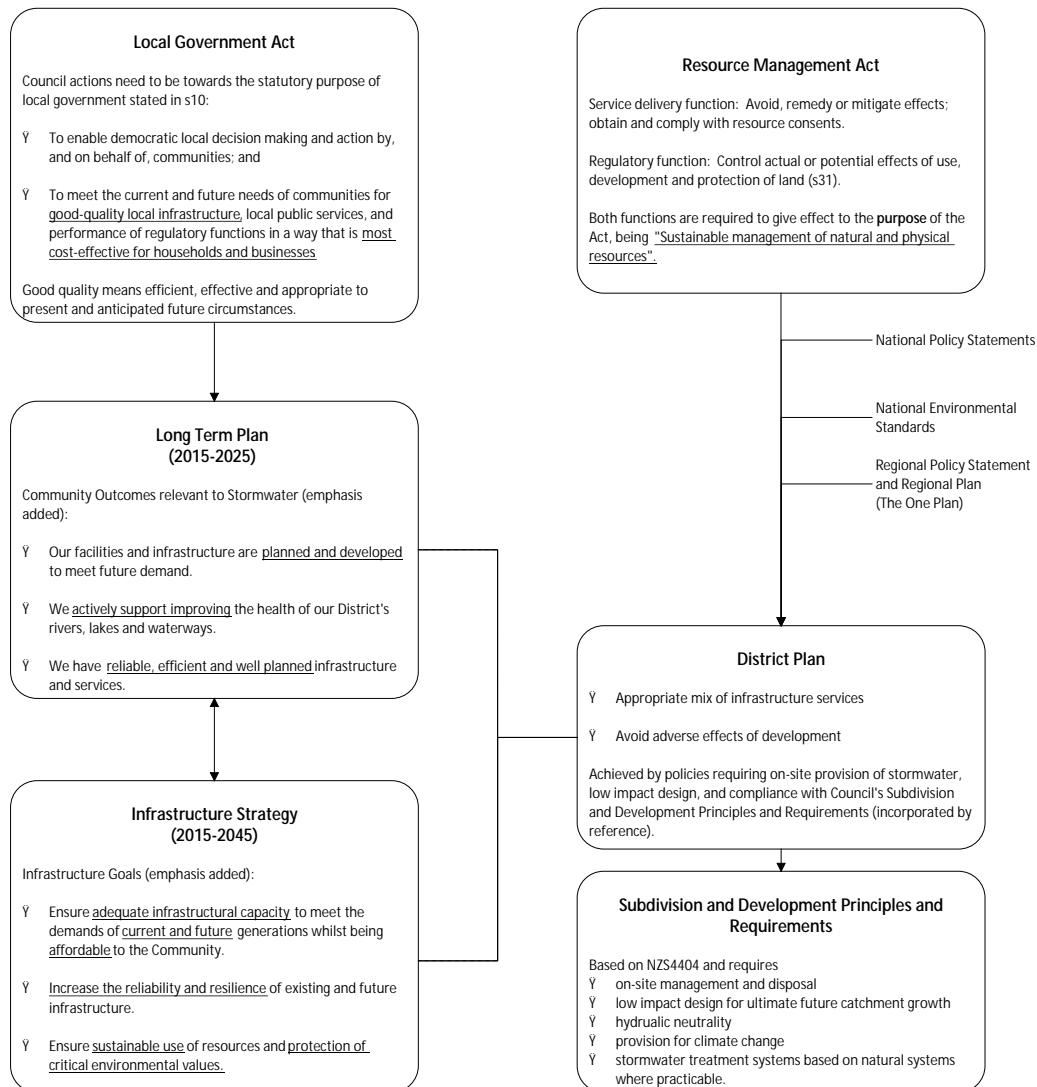 Local Government Act
Council actions need to be towards the statutory purpose of
local government stated in s10:
Ÿ To enable democratic local decision making and action by,
and on behalf of, communities; and
Ÿ To meet the current and future needs of communities for
good-quality local infrastructure, local public services, and
performance of regulatory functions in a way that is most
cost-effective for households and businesses
Good quality means efficient, effective and appropriate to
present and anticipated future circumstances.
Resource Management Act
Service delivery function: Avoid, remedy or mitigate effects;
obtain and comply with resource consents.
Regulatory function: Control actual or potential effects of use,
development and protection of land (s31).
Both functions are required to give effect to the purpose of the
Act, being "Sustainable management of natural and physical
resources".
National Policy Statements
National Environmental
Standards
Regional Policy Statement
and Regional Plan
(The One Plan)
Long Term Plan
(2015-2025)
Community Outcomes relevant to Stormwater (emphasis
added):
Ÿ Our facilities and infrastructure are planned and developed
to meet future demand.
Ÿ We actively support improving the health of our District's
rivers, lakes and waterways.
Ÿ We have reliable, efficient and well planned infrastructure
and services.
District Plan
Ÿ Appropriate mix of infrastructure services
Ÿ Avoid adverse effects of development
Achieved by policies requiring on-site provision of stormwater,
low impact design, and compliance with Council's Subdivision
and Development Principles and Requirements (incorporated by
reference).
Infrastructure Strategy
(2015-2045)
Infrastructure Goals (emphasis added):
Ÿ Ensure adequate infrastructural capacity to meet the
demands of current and future generations whilst being
affordable to the Community.
Ÿ Increase the reliability and resilience of existing and future
infrastructure.
Ÿ Ensure sustainable use of resources and protection of
critical environmental values.
Subdivision and Development Principles and
Requirements
Based on NZS4404 and requires
Ÿ on-site management and disposal
Ÿ low impact design for ultimate future catchment growth
Ÿ hydrualic neutrality
Ÿ provision for climate change
Ÿ stormwater treatment systems based on natural systems
where practicable.